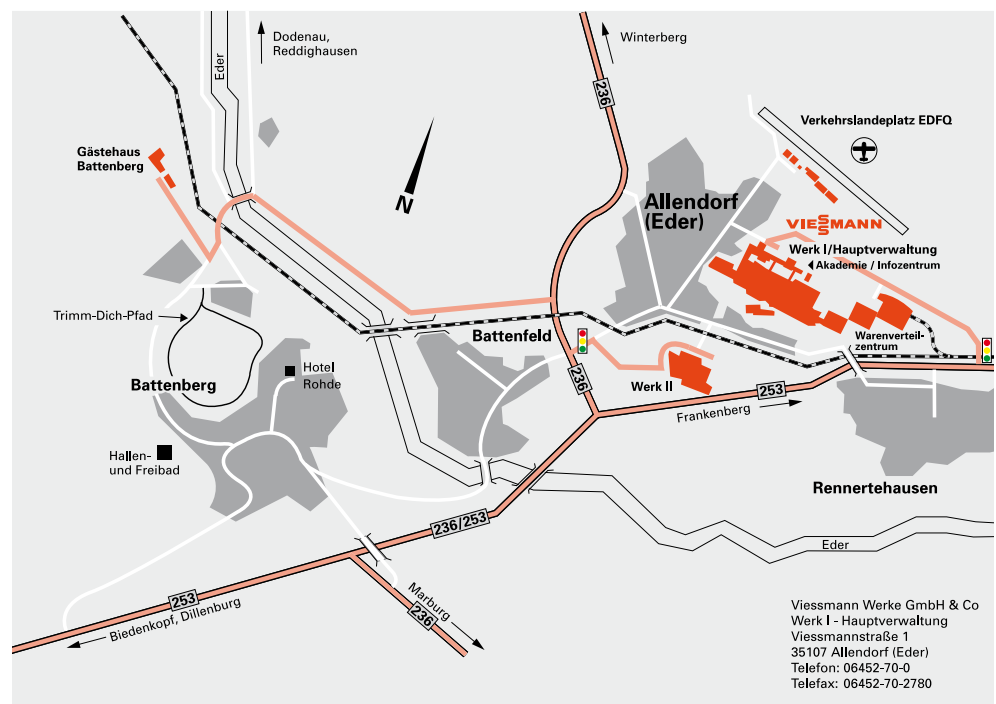 Dodenau,
Reddighausen
Eder
Winterberg
236
Verkehrslandeplatz EDFQ
Gästehaus
Battenberg
N
Allendorf
(Eder)
VIESSMANN
Werk I/Hauptverwaltung
Akademie / Infozentrum
Trimm-Dich-Pfad
Battenfeld
Warenverteil-
zentrum
Battenberg
Hotel
Rohde
Werk II
236
253
Frankenberg
Hallen-
und Freibad
Rennertehausen
236/253
Eder
253
Biedenkopf, Dillenburg
Marburg
236
Viessmann Werke GmbH & Co
Werk I - Hauptverwaltung
Viessmannstraße 1
35107 Allendorf (Eder)
Telefon: 06452-70-0
Telefax: 06452-70-2780